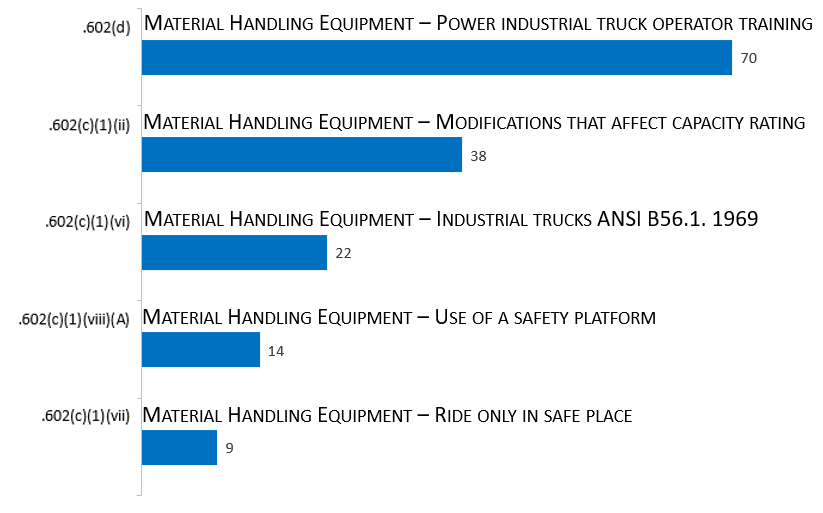 .602(d) Material Handling Equipment – Power industrial truck operator training
70
.602(c)(1)(ii) Material Handling Equipment – Modifications that affect capacity rating
38
.602(c)(1)(vi) Material Handling Equipment – Industrial trucks ANSI B56.1. 1969
22
.602(c)(1)(viii)(A) Material Handling Equipment – Use of a safety platform
14
.602(c)(1)(vii) Material Handling Equipment – Ride only in safe place
9